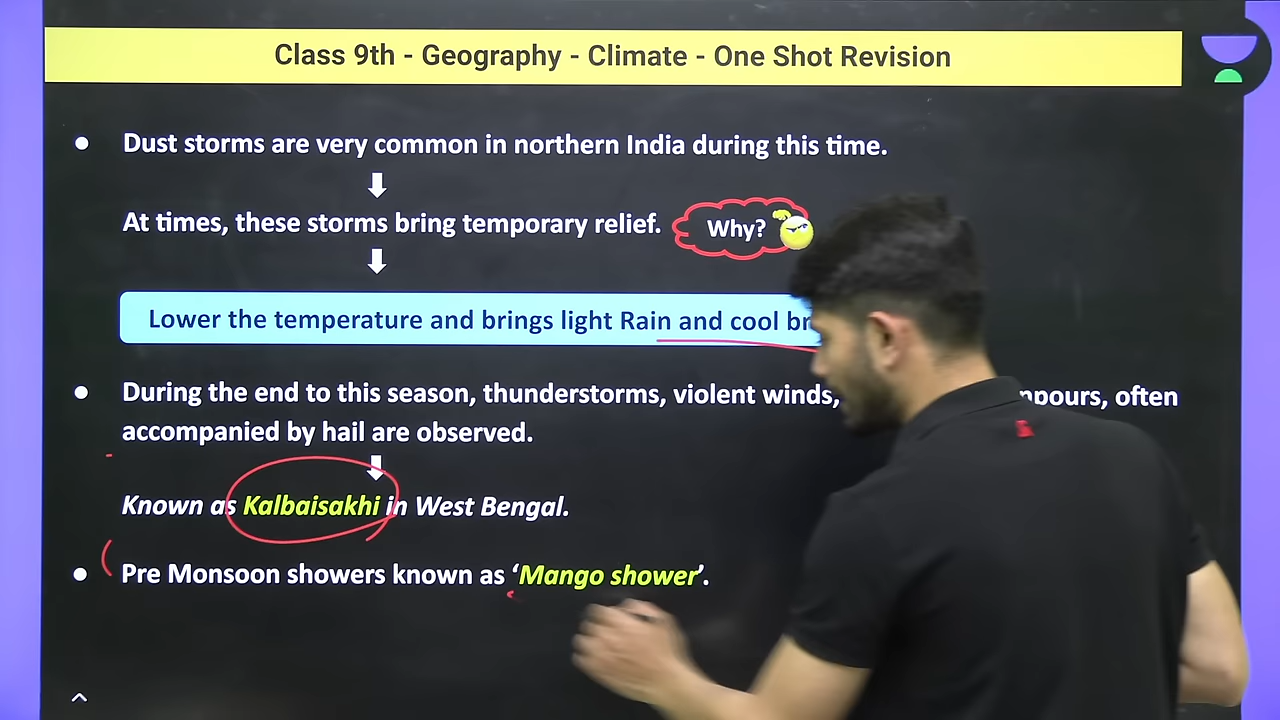 Class 9th - Geography - Climate - One Shot Revision
Dust storms are very common in northern India during this time.
At times, these storms bring temporary relief. Why?
Lower the temperature and brings light Rain and cool
During the end to this season, thunderstorms, violent winds, often
accompanied by hail are observed.
Known as Kalbaisakhi in West Bengal.
Pre Monsoon showers known as ‘Mango shower’.